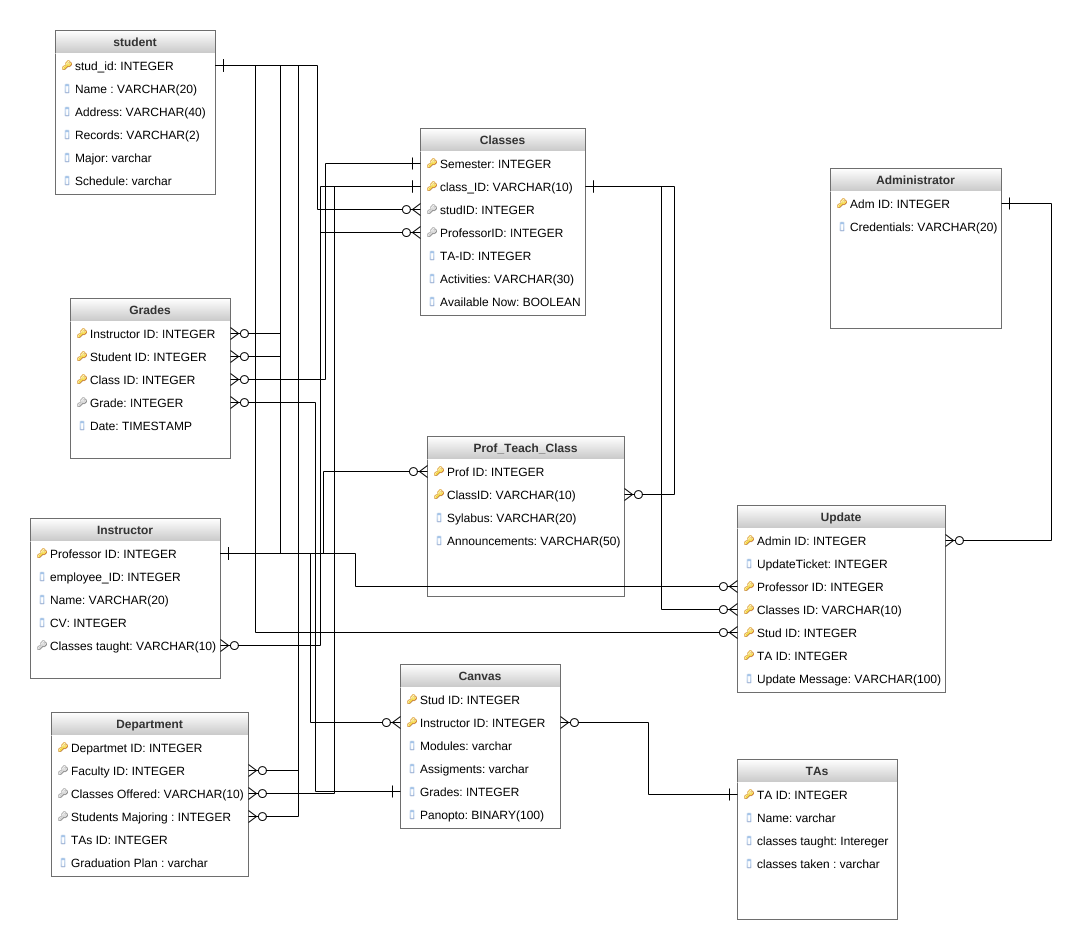 student
stud_id: INTEGER
Name : VARCHAR(20)
Address: VARCHAR(40)
Records: VARCHAR(2)
Major: varchar
Schedule: varchar
Classes
Semester: INTEGER
class_ID: VARCHAR(10)
studID: INTEGER
ProfessorID: INTEGER
TA-ID: INTEGER
Activities: VARCHAR(30)
Available Now: BOOLEAN
Administrator
Adm ID: INTEGER
Credentials: VARCHAR(20)
Grades
Instructor ID: INTEGER
Student ID: INTEGER
Class ID: INTEGER
Grade: INTEGER
Date: TIMESTAMP
Prof_Teach_Class
Prof ID: INTEGER
ClassID: VARCHAR(10)
Sylabus: VARCHAR(20)
Announcements: VARCHAR(50)
Instructor
Professor ID: INTEGER
employee_ID: INTEGER
Name: VARCHAR(20)
CV: INTEGER
Classes taught: VARCHAR(10)
Update
Admin ID: INTEGER
UpdateTicket: INTEGER
Professor ID: INTEGER
Classes ID: VARCHAR(10)
Stud ID: INTEGER
TA ID: INTEGER
Update Message: VARCHAR(100)
Canvas
Stud ID: INTEGER
Instructor ID: INTEGER
Modules: varchar
Assigments: varchar
Grades: INTEGER
Panopto: BINARY(100)
Department
Departmet ID: INTEGER
Faculty ID: INTEGER
Classes Offered: VARCHAR(10)
Students Majoring : INTEGER
TAs ID: INTEGER
Graduation Plan : varchar
TAs
TA ID: INTEGER
Name: varchar
classes taught: Intereger
classes taken : varchar